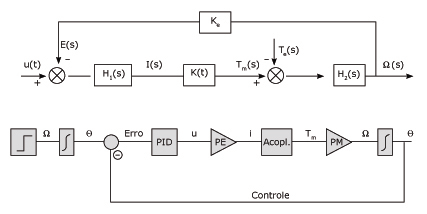 Kₑ
E(s)
Tₑ(s)
−
−
u(t)
+
H₁(s)
I(s)
K(t)
Tₘ(s)
+
H₂(s)
Ω(s)
Ω
∫
Θ
Erro
PID
u
PE
i
Acopl.
Tₘ
PM
Ω
∫
Θ
−
Controle